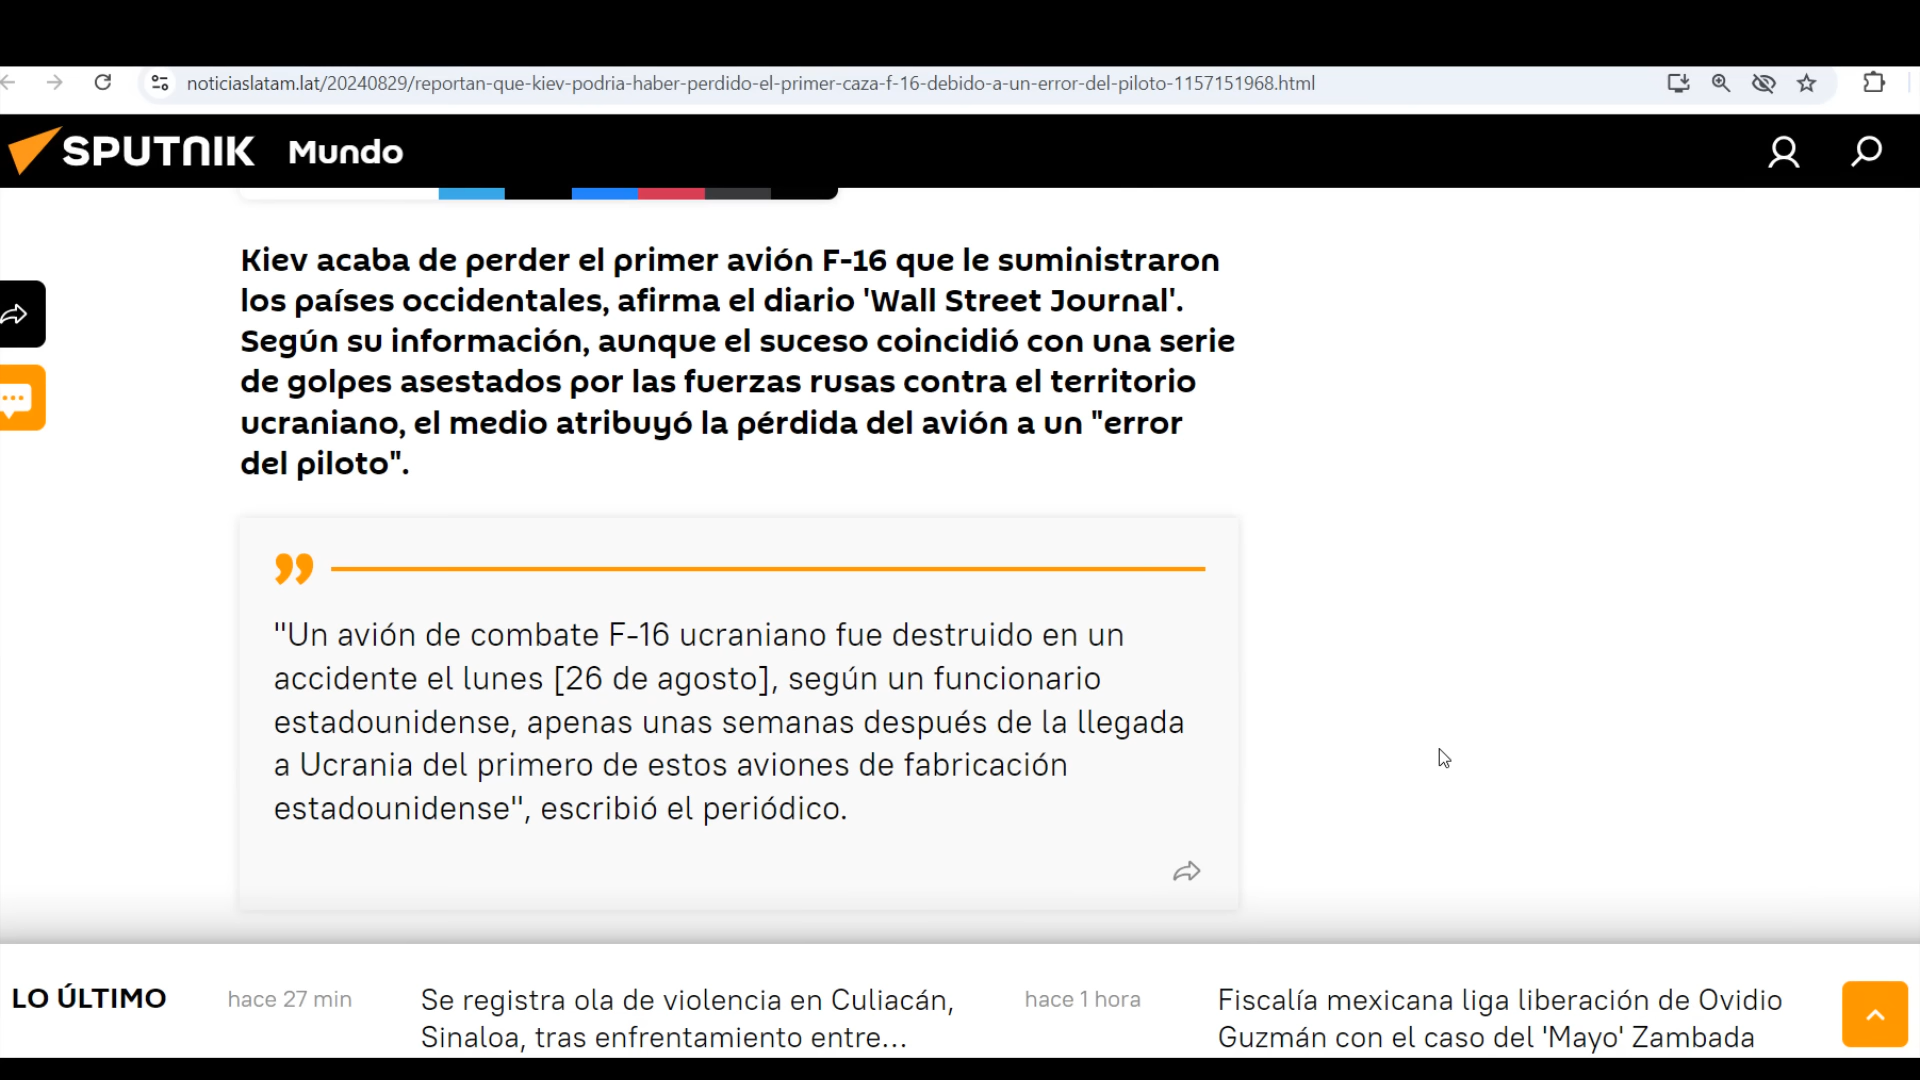 noticiaslatam.lat/20240829/reportan-que-kiev-podria-haber-perdido-el-primer-caza-f-16-debido-a-un-error-del-piloto-1157151968.html
SPUTNIK Mundo
Kiev acaba de perder el primer avión F-16 que le suministraron
los países occidentales, afirma el diario 'Wall Street Journal'.
Según su información, aunque el suceso coincidió con una serie
de golpes asestados por las fuerzas rusas contra el territorio
ucraniano, el medio atribuyó la pérdida del avión a un "error
del piloto".
"Un avión de combate F-16 ucraniano fue destruido en un
accidente el lunes [26 de agosto], según un funcionario
estadounidense, apenas unas semanas después de la llegada
a Ucrania del primero de estos aviones de fabricación
estadounidense", escribió el periódico.
LO ÚLTIMO
hace 27 min
Se registra ola de violencia en Culiacán,
Sinaloa, tras enfrentamiento entre...
hace 1 hora
Fiscalía mexicana liga liberación de Ovidio
Guzmán con el caso del 'Mayo' Zambada